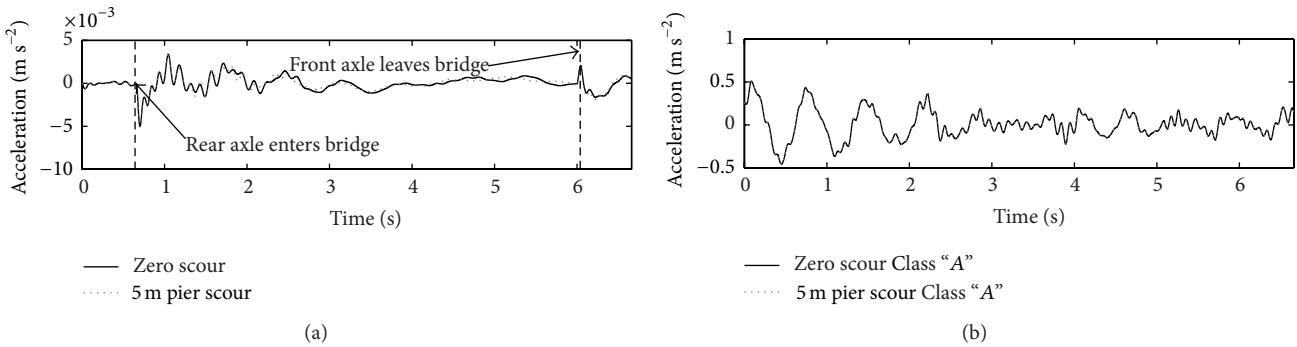 ×10⁻³
Acceleration (m s⁻²)
5
0
−5
−10
Front axle leaves bridge
Rear axle enters bridge
0 1 2 3 4 5 6
Time (s)
Zero scour
5 m pier scour
(a)
Acceleration (m s⁻²)
1
0.5
0
−0.5
0 1 2 3 4 5 6
Time (s)
Zero scour Class “A”
5 m pier scour Class “A”
(b)